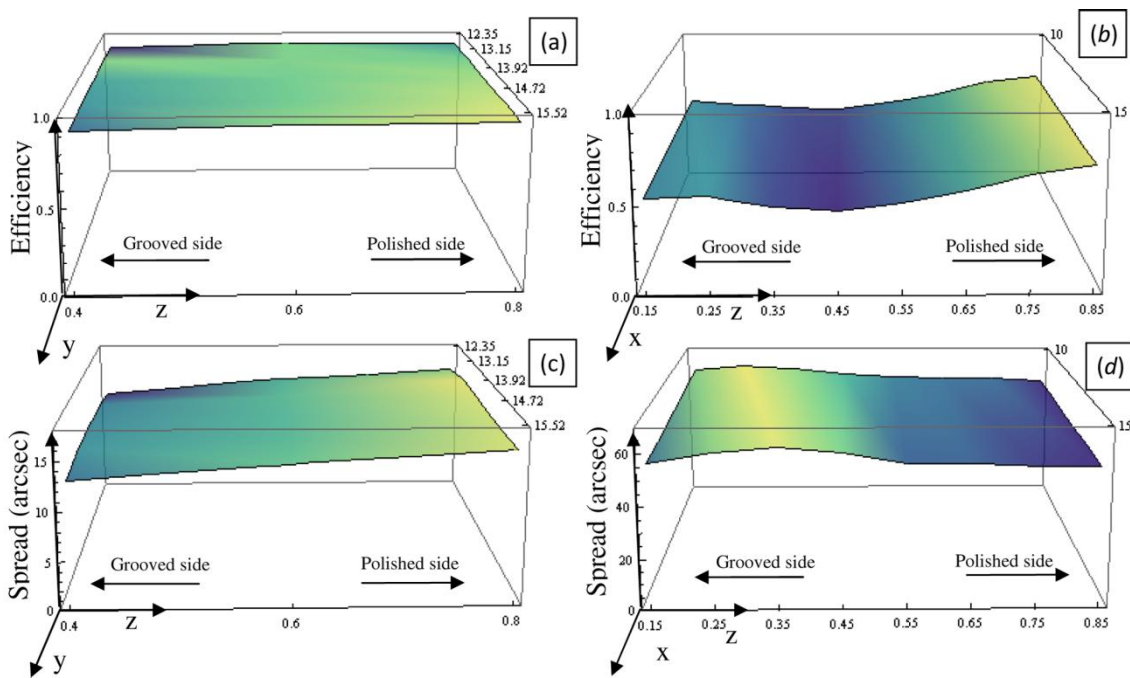 (a)
12.35
13.15
13.92
14.72
15.52
1.0
0.5
0.0
Efficiency
Grooved side
Polished side
0.4
z
0.6
0.8
y
(b)
10
15
1.0
0.5
0.0
Efficiency
Grooved side
Polished side
0.15
0.25
z
0.35
0.45
0.55
0.65
0.75
0.85
x
(c)
12.35
13.15
13.92
14.72
15.52
15
10
5
0
Spread (arcsec)
Grooved side
Polished side
0.4
z
0.6
0.8
y
(d)
10
15
60
40
20
0
Spread (arcsec)
Grooved side
Polished side
0.15
0.25
z
0.35
0.45
0.55
0.65
0.75
0.85
x